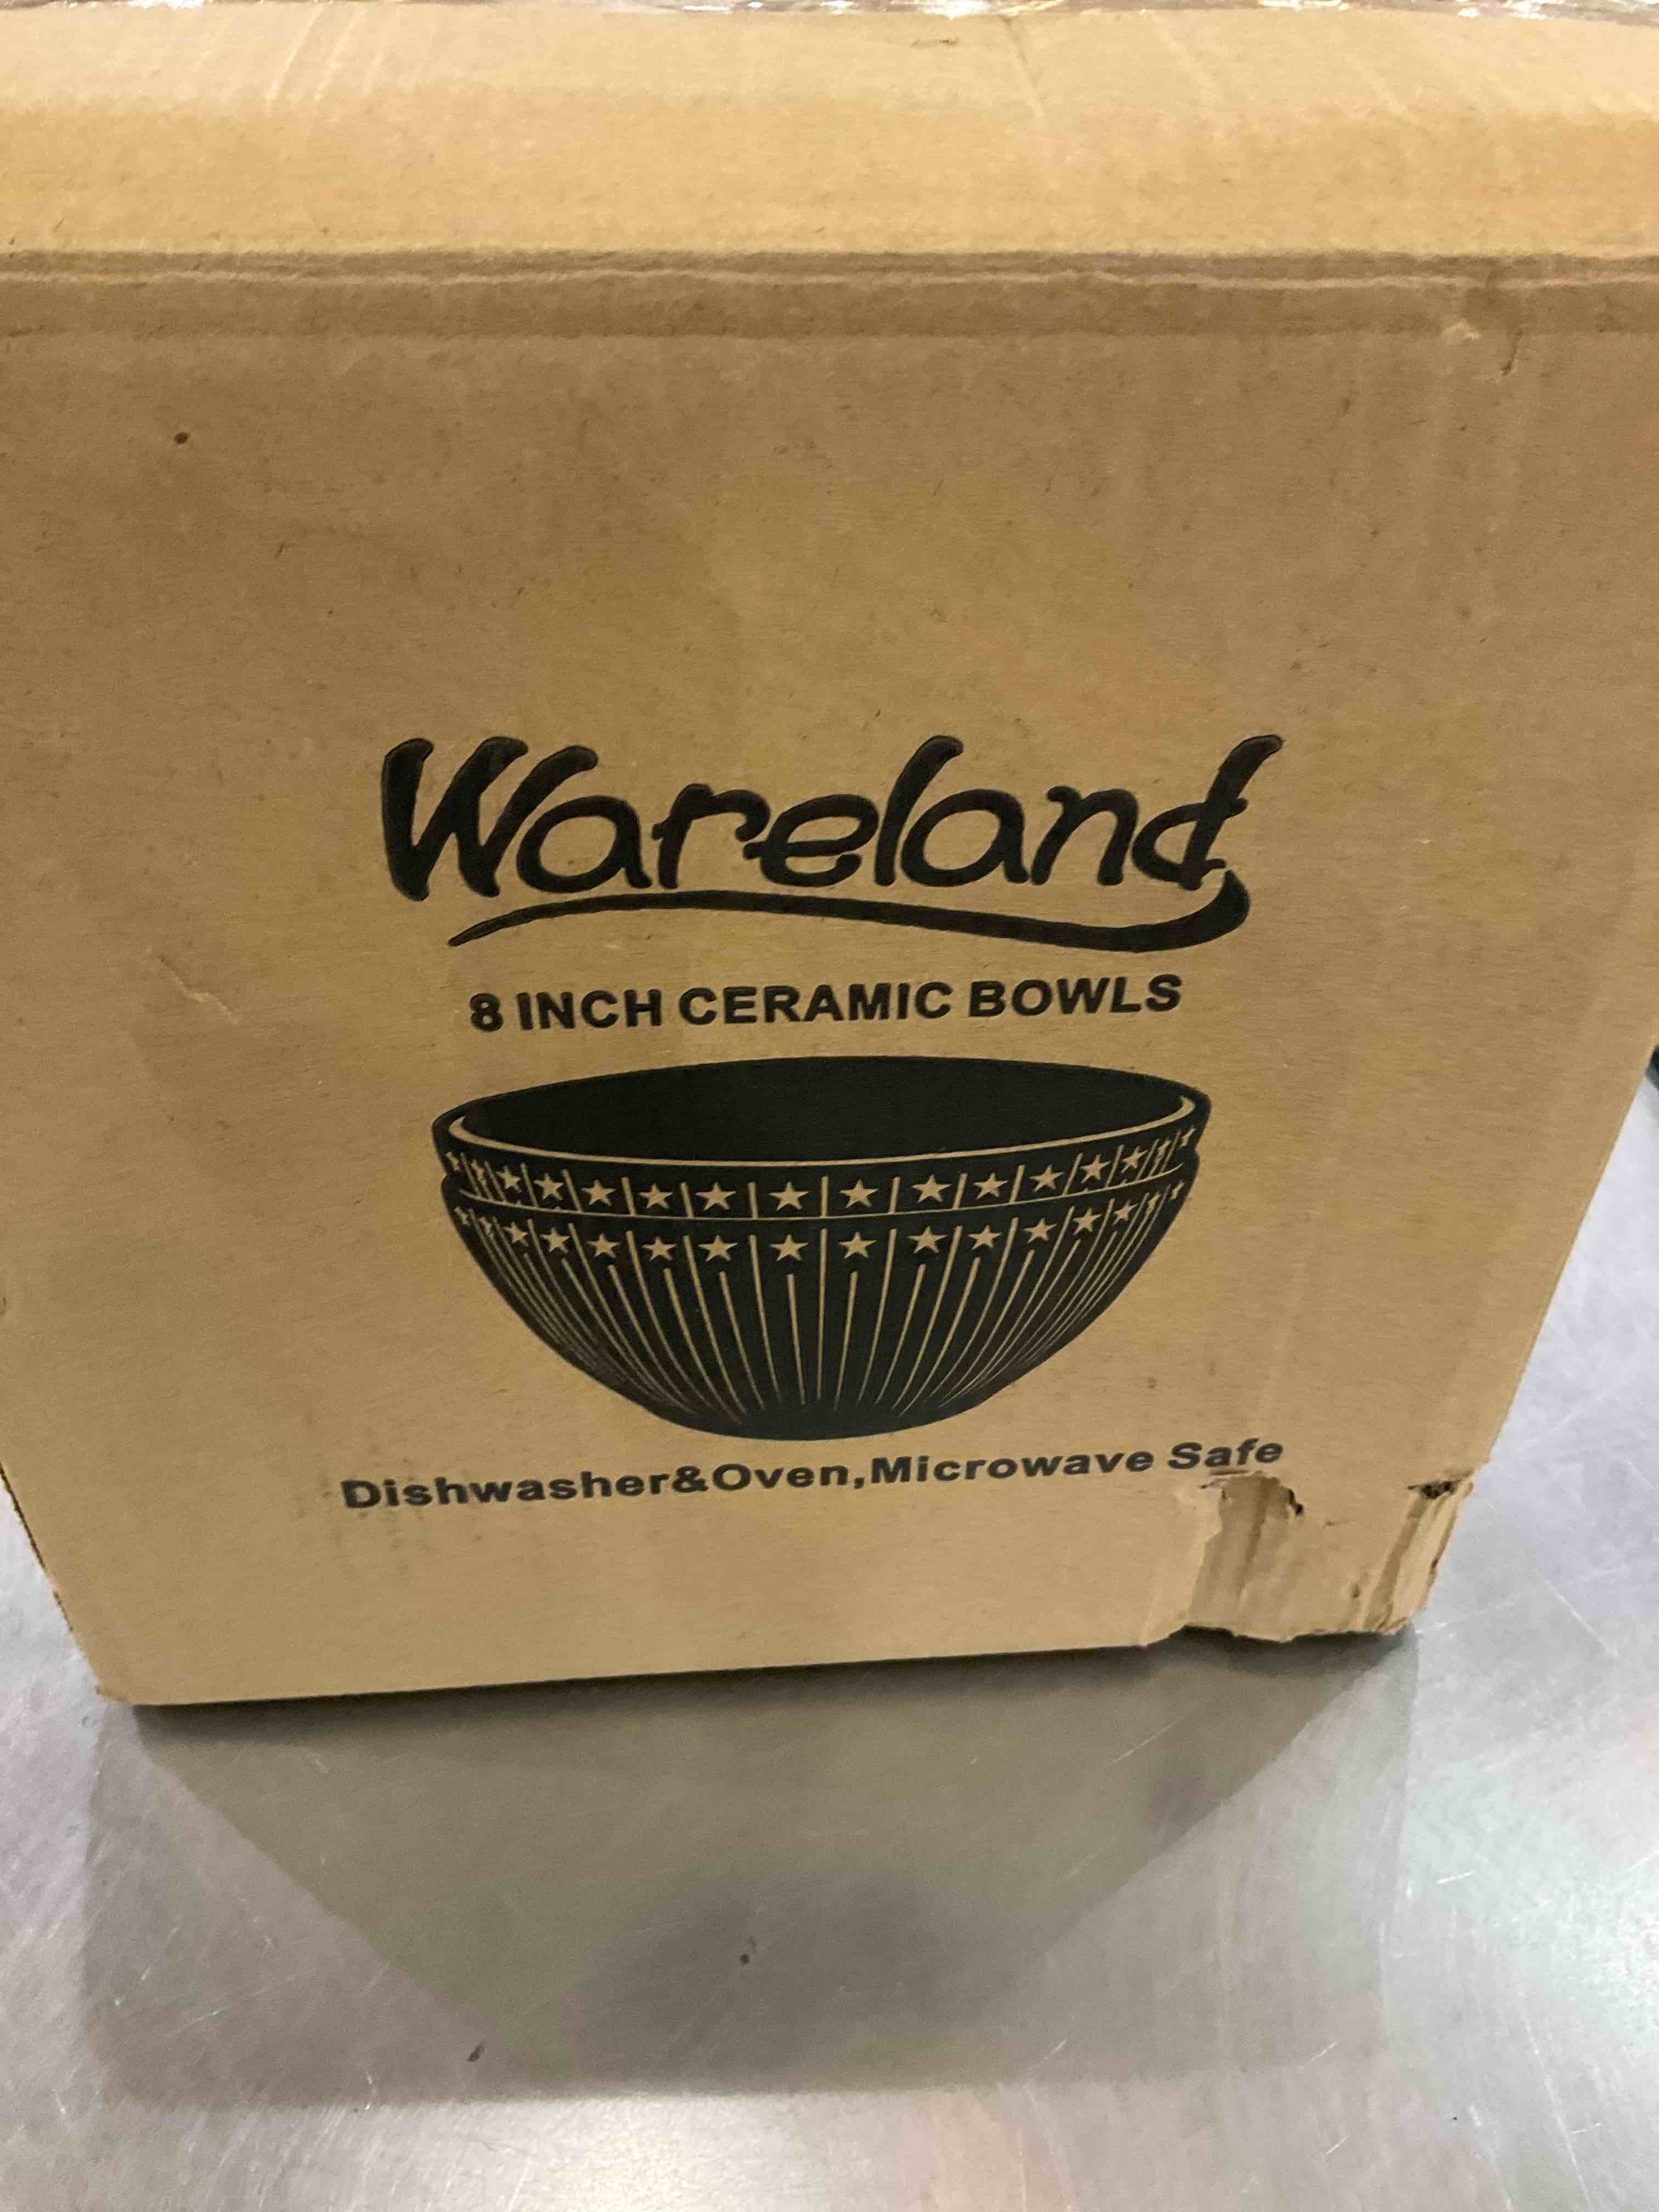 Wareland
8 INCH CERAMIC BOWLS
Dishwasher&Oven,Microwave Safe